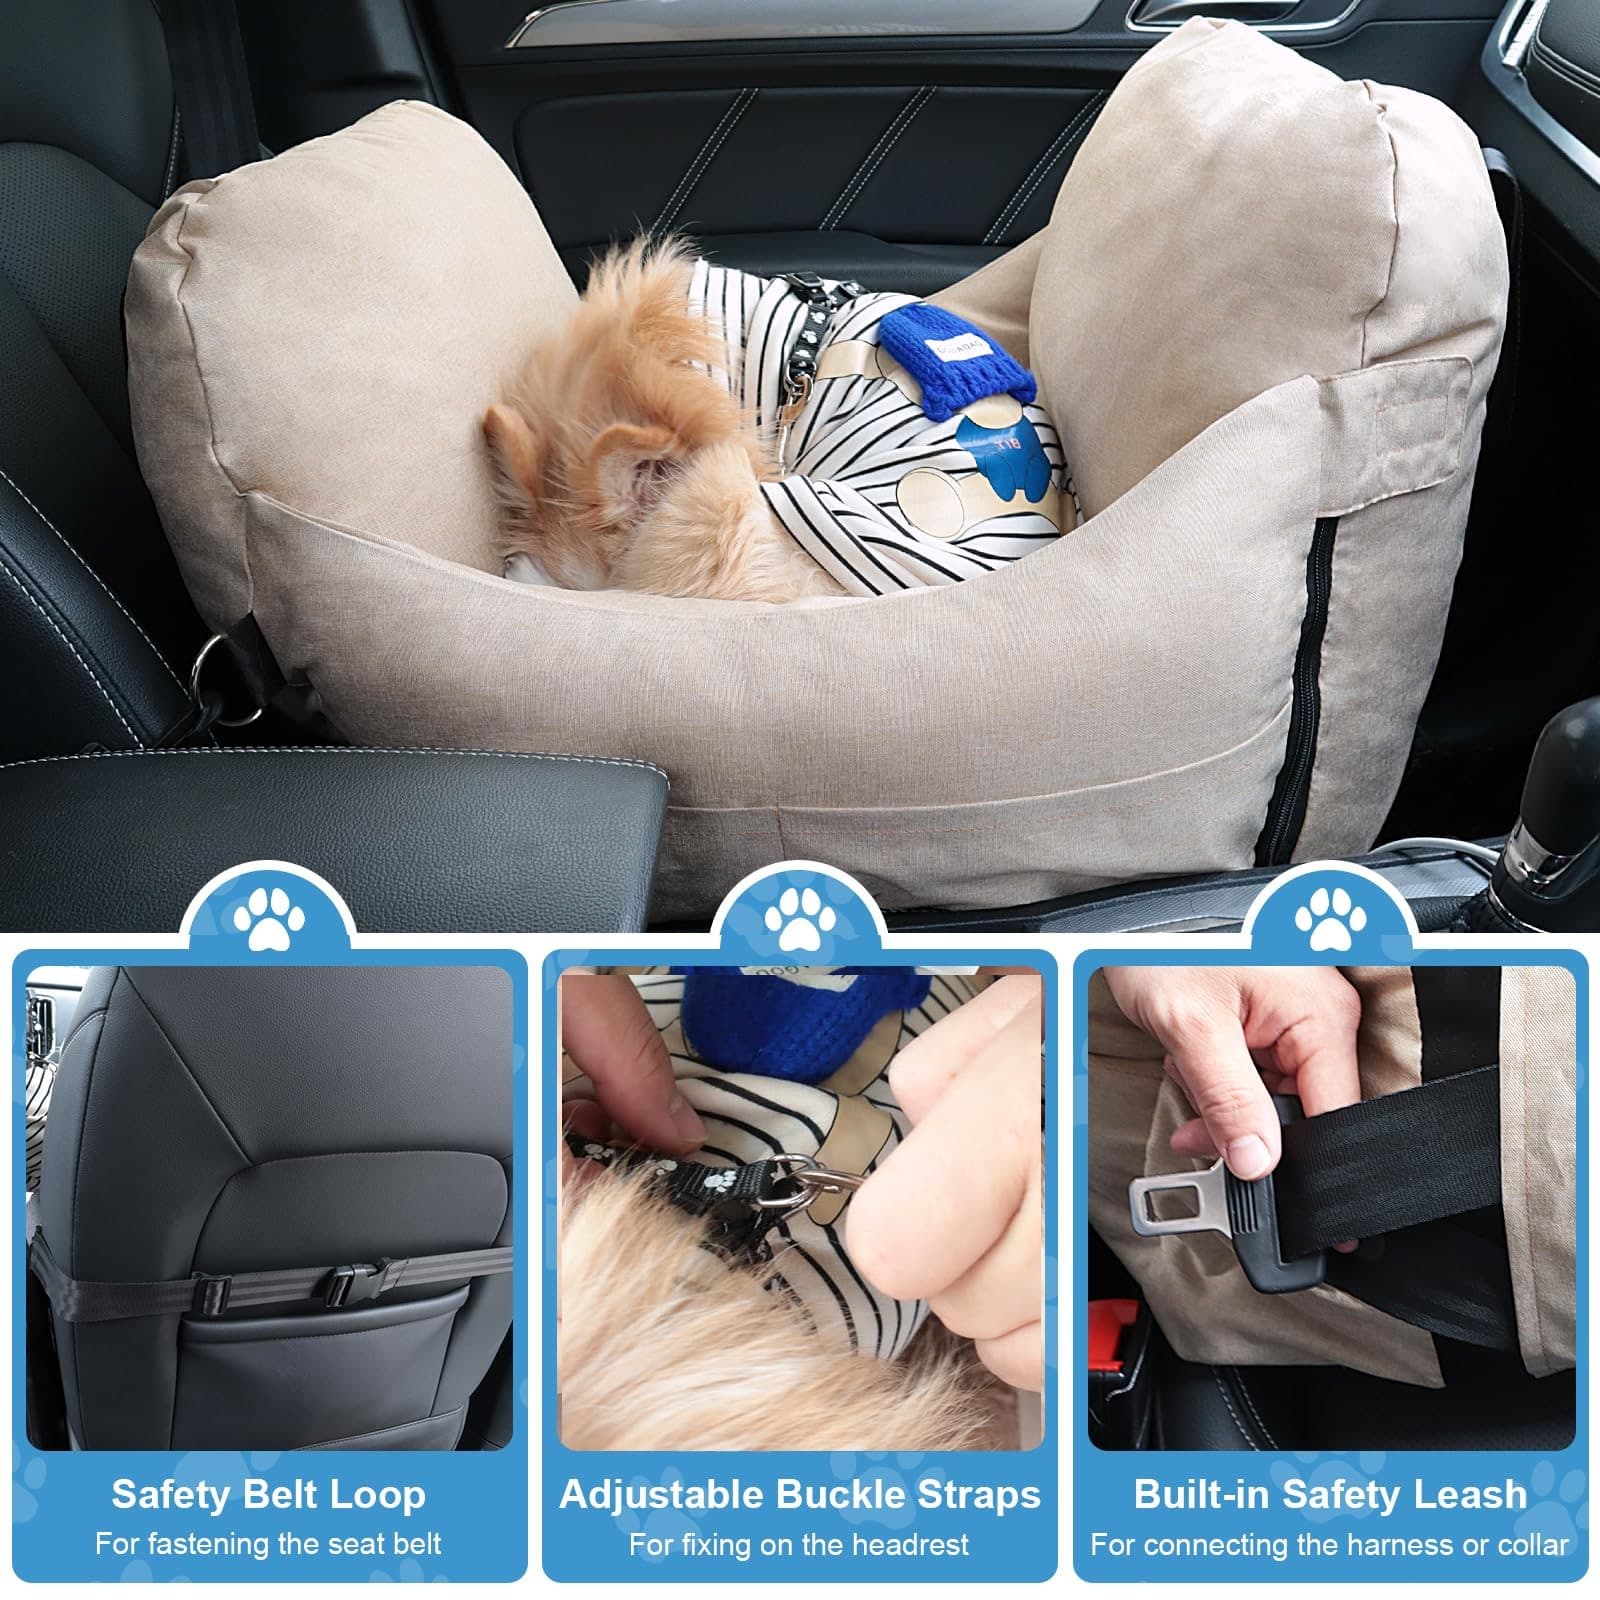 TIB
Safety Belt Loop
For fastening the seat belt
Adjustable Buckle Straps
For fixing on the headrest
Built-in Safety Leash
For connecting the harness or collar